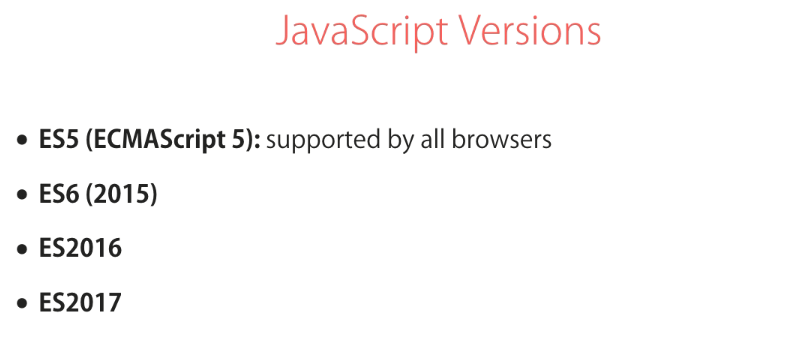 JavaScript Versions
• ES5 (ECMAScript 5): supported by all browsers
• ES6 (2015)
• ES2016
• ES2017